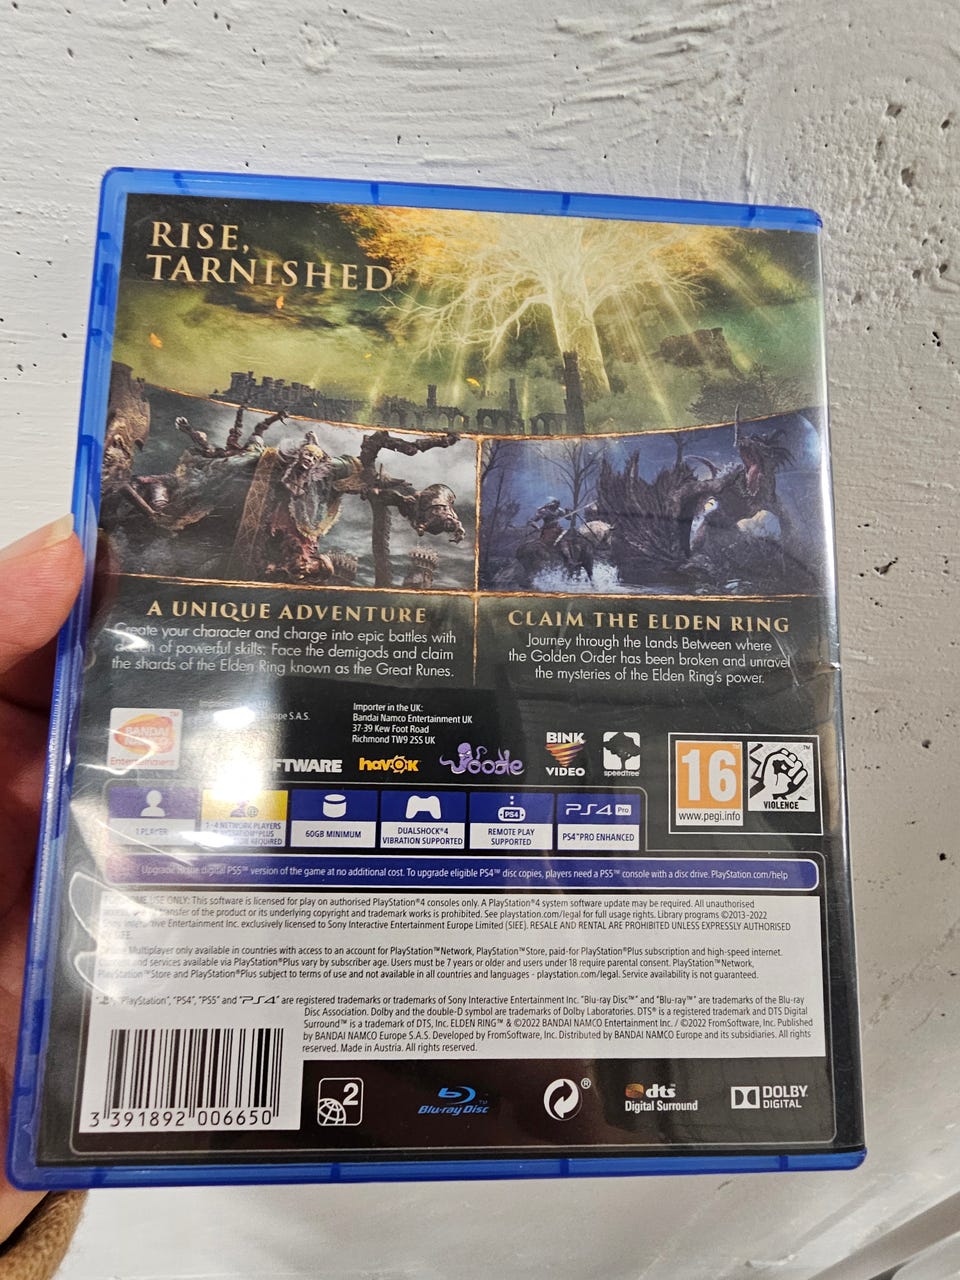 RISE,
TARNISHED
A UNIQUE ADVENTURE
Create your character and charge into epic battles with
of powerful skills. Face the demigods and claim
the shards of the Elden Ring known as the Great Runes.
CLAIM THE ELDEN RING
Journey through the Lands Between where
the Golden Order has been broken and unravel
the mysteries of the Elden Ring's power.
BANDAI
NAMCO
Entertainment
Europe S.A.S.
Importer in the UK:
Bandai Namco Entertainment UK
37-39 Kew Foot Road
Richmond TW9 2SS UK
SOFTWARE
havok
oodle
BINK
VIDEO
speedtree
16
www.pegi.info
VIOLENCE
1 PLAYER
NETWORK PLAYERS
PLUS
REQUIRED
60GB MINIMUM
DUALSHOCK®4
VIBRATION SUPPORTED
PS4
REMOTE PLAY
SUPPORTED
PS4 Pro
PS4™PRO ENHANCED
Upgrade to the digital PS5™ version of the game at no additional cost. To upgrade eligible PS4™ disc copies, players need a PS5™ console with a disc drive. PlayStation.com/help
USE ONLY: This software is licensed for play on authorised PlayStation®4 consoles only. A PlayStation®4 system software update may be required. All unauthorised
transfer of the product or its underlying copyright and trademark works is prohibited. See playstation.com/legal for full usage rights. Library programs ©2013-2022
Sony Interactive Entertainment Inc. exclusively licensed to Sony Interactive Entertainment Europe Limited (SIEE). RESALE AND RENTAL ARE PROHIBITED UNLESS EXPRESSLY AUTHORISED
Multiplayer only available in countries with access to an account for PlayStation™Network, PlayStation™Store, paid-for PlayStation®Plus subscription and high-speed internet.
and services available via PlayStation®Plus vary by subscriber age. Users must be 7 years or older and users under 18 require parental consent. PlayStation™Network,
PlayStation™Store and PlayStation®Plus subject to terms of use and not available in all countries and languages - playstation.com/legal. Service availability is not guaranteed.
"PlayStation", "PS4", "PS5" and "PS4" are registered trademarks or trademarks of Sony Interactive Entertainment Inc. "Blu-ray Disc™" and "Blu-ray™" are trademarks of the Blu-ray
Disc Association. Dolby and the double-D symbol are trademarks of Dolby Laboratories. DTS® is a registered trademark and DTS Digital
Surround™ is a trademark of DTS, Inc. ELDEN RING™ & ©2022 BANDAI NAMCO Entertainment Inc. / ©2022 FromSoftware, Inc. Published
by BANDAI NAMCO Europe S.A.S. Developed by FromSoftware, Inc. Distributed by BANDAI NAMCO Europe and its subsidiaries. All rights
reserved. Made in Austria. All rights reserved.
3 391892 006650
2
Blu-ray Disc
®
dts
Digital Surround
DOLBY
DIGITAL